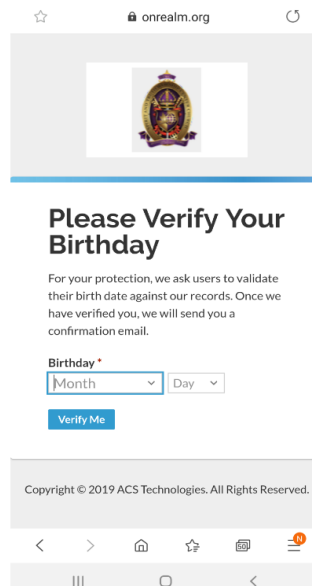 onrealm.org
Please Verify Your
Birthday
For your protection, we ask users to validate
their birth date against our records. Once we
have verified you, we will send you a
confirmation email.
Birthday *
Month
Day
Verify Me
Copyright © 2019 ACS Technologies. All Rights Reserved.
50
N